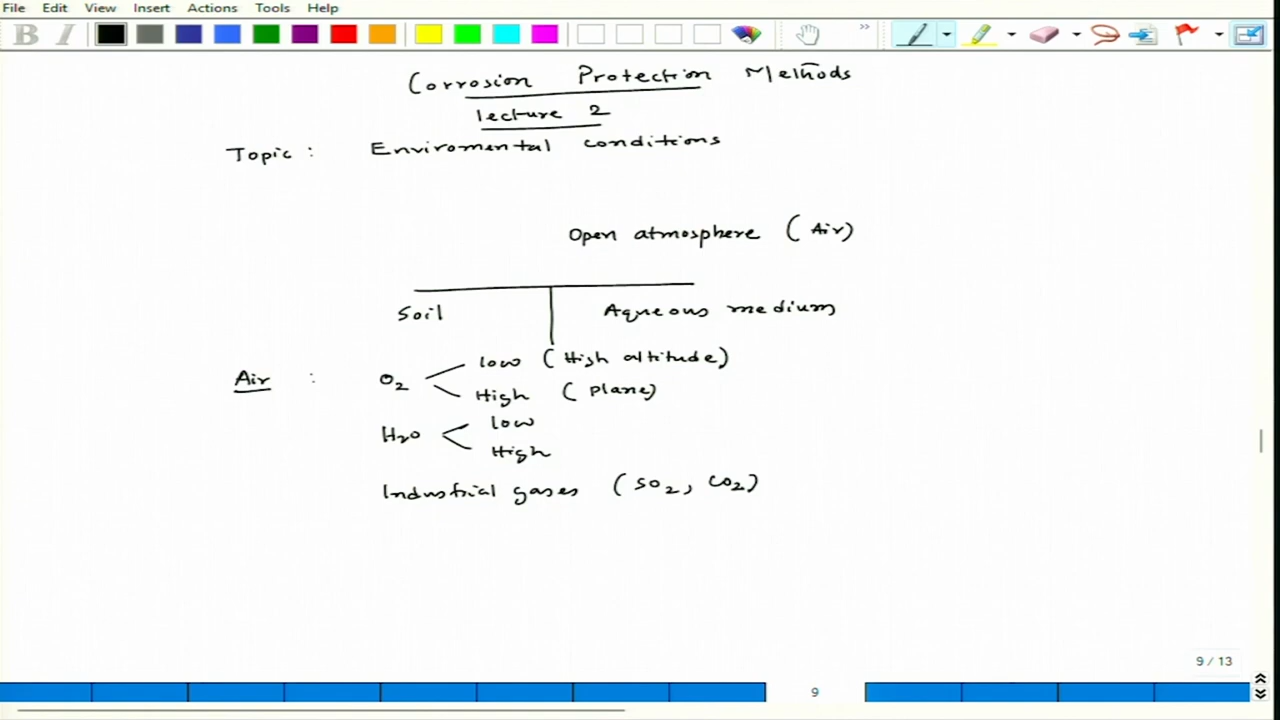 File Edit View Insert Actions Tools Help
B I
Corrosion Protection Methods
lecture 2
Topic : Enviromental conditions
Open atmosphere (Air)
Soil Aqueous medium
Air : O2 low (High altitude)
High (plane)
H2O low
High
Industrial gases (SO2, CO2)
9 / 13
9